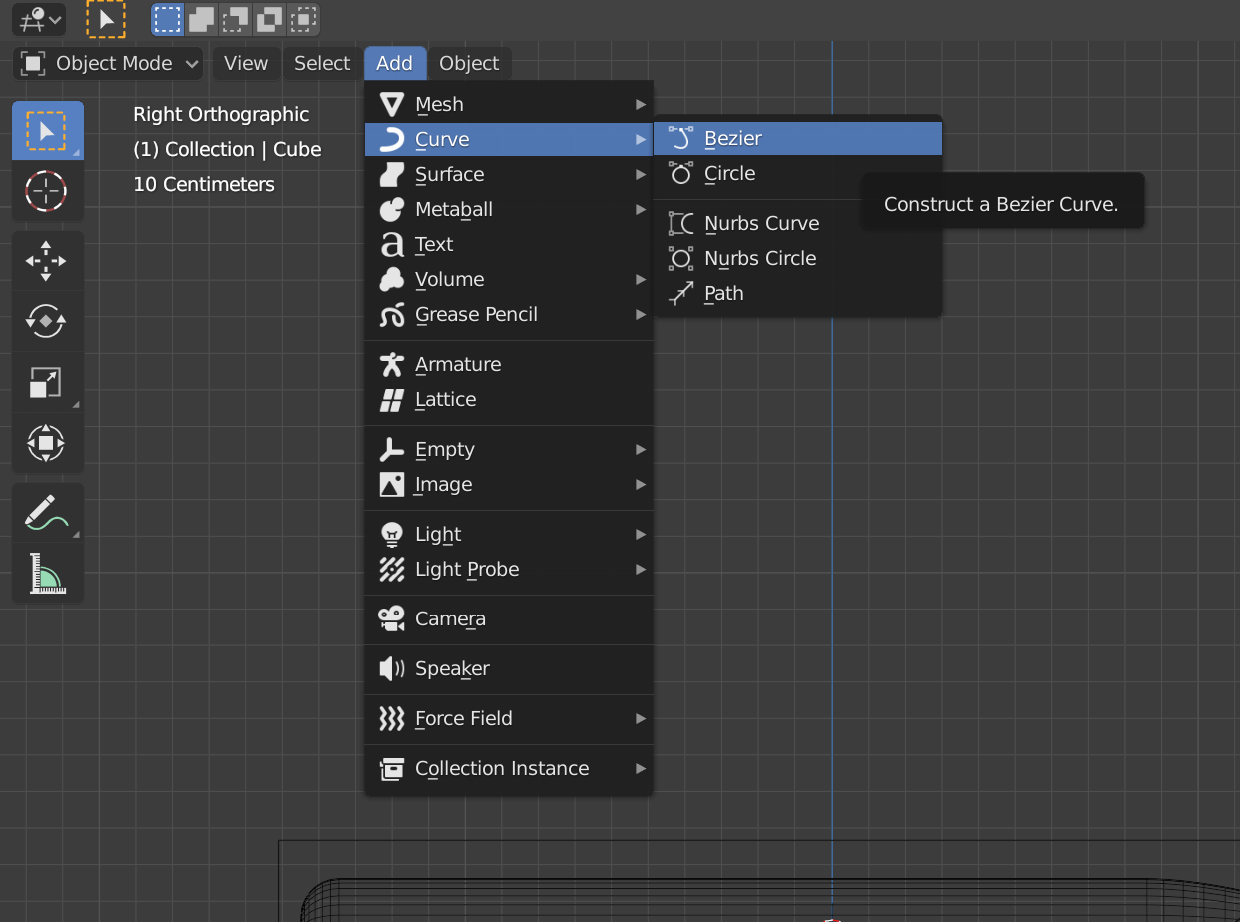 Object Mode View Select Add Object
Right Orthographic
(1) Collection | Cube
10 Centimeters
Mesh
Curve
Surface
Metaball
Text
Volume
Grease Pencil
Armature
Lattice
Empty
Image
Light
Light Probe
Camera
Speaker
Force Field
Collection Instance
Bezier
Circle
Nurbs Curve
Nurbs Circle
Path
Construct a Bezier Curve.